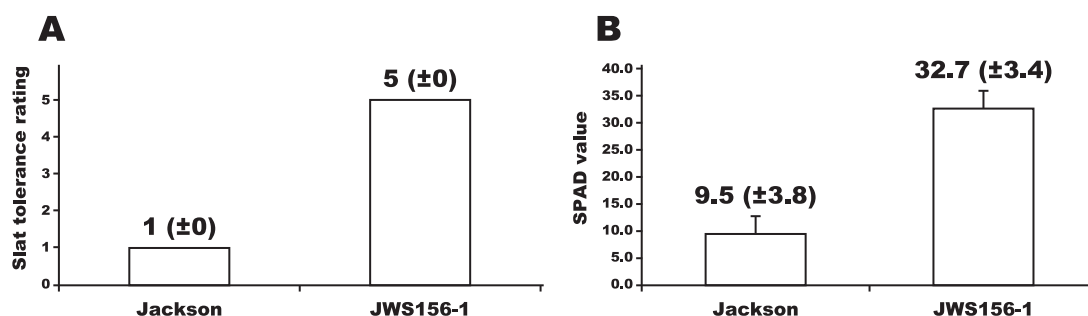 A
Slat tolerance rating
5
4
3
2
1
0
1 (±0)
5 (±0)
Jackson
JWS156-1
B
SPAD value
40.0
35.0
30.0
25.0
20.0
15.0
10.0
5.0
0.0
9.5 (±3.8)
32.7 (±3.4)
Jackson
JWS156-1